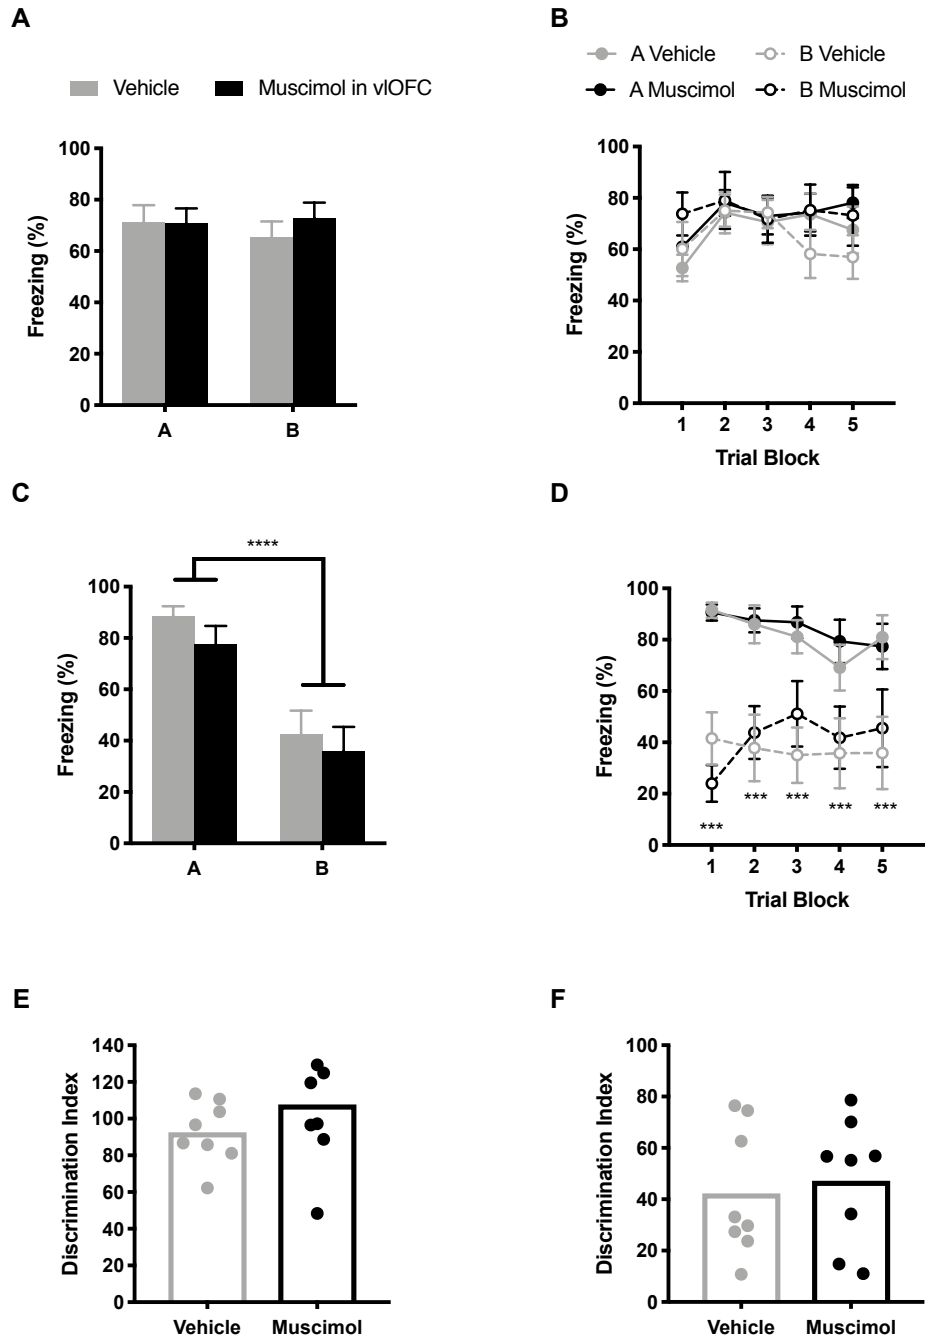 A
Vehicle
Muscimol in vlOFC
Freezing (%)
100
80
60
40
20
0
A
B
B
A Vehicle
B Vehicle
A Muscimol
B Muscimol
Freezing (%)
100
80
60
40
20
0
1 2 3 4 5
Trial Block
C
****
Freezing (%)
100
80
60
40
20
0
A
B
D
Freezing (%)
100
80
60
40
20
0
***
***
***
***
***
1 2 3 4 5
Trial Block
E
Discrimination Index
140
120
100
80
60
40
20
0
Vehicle Muscimol
F
Discrimination Index
100
80
60
40
20
0
Vehicle Muscimol